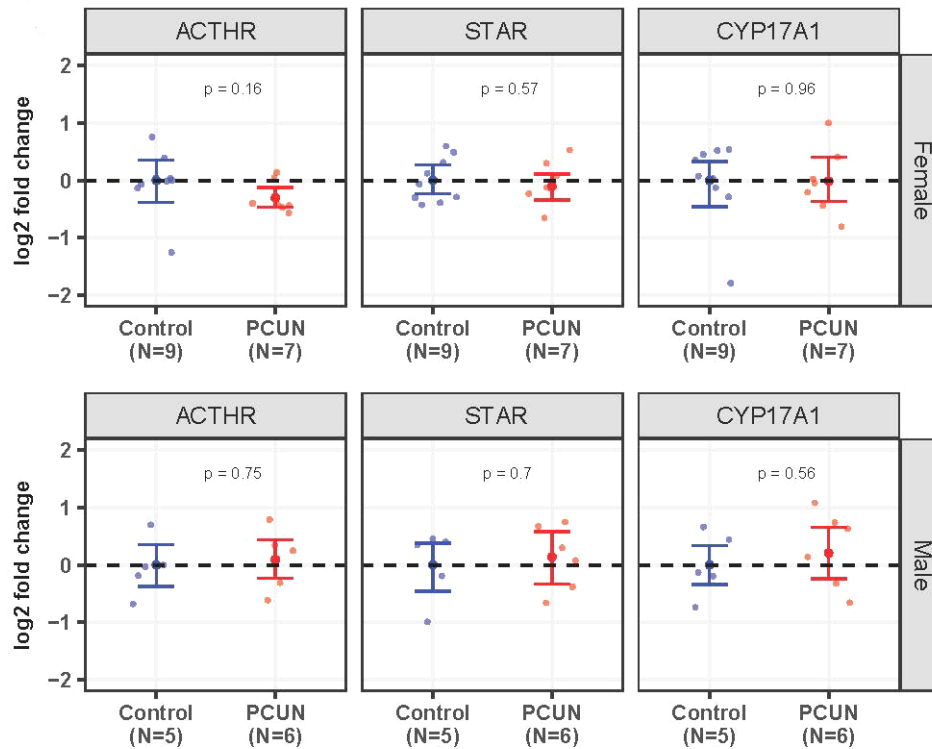 ACTHR STAR CYP17A1
2
1
0
−1
−2
log2 fold change
p = 0.16 p = 0.57 p = 0.96
Female
Control PCUN Control PCUN Control PCUN
(N=9) (N=7) (N=9) (N=7) (N=9) (N=7)
ACTHR STAR CYP17A1
2
1
0
−1
−2
log2 fold change
p = 0.75 p = 0.7 p = 0.56
Male
Control PCUN Control PCUN Control PCUN
(N=5) (N=6) (N=5) (N=6) (N=5) (N=6)